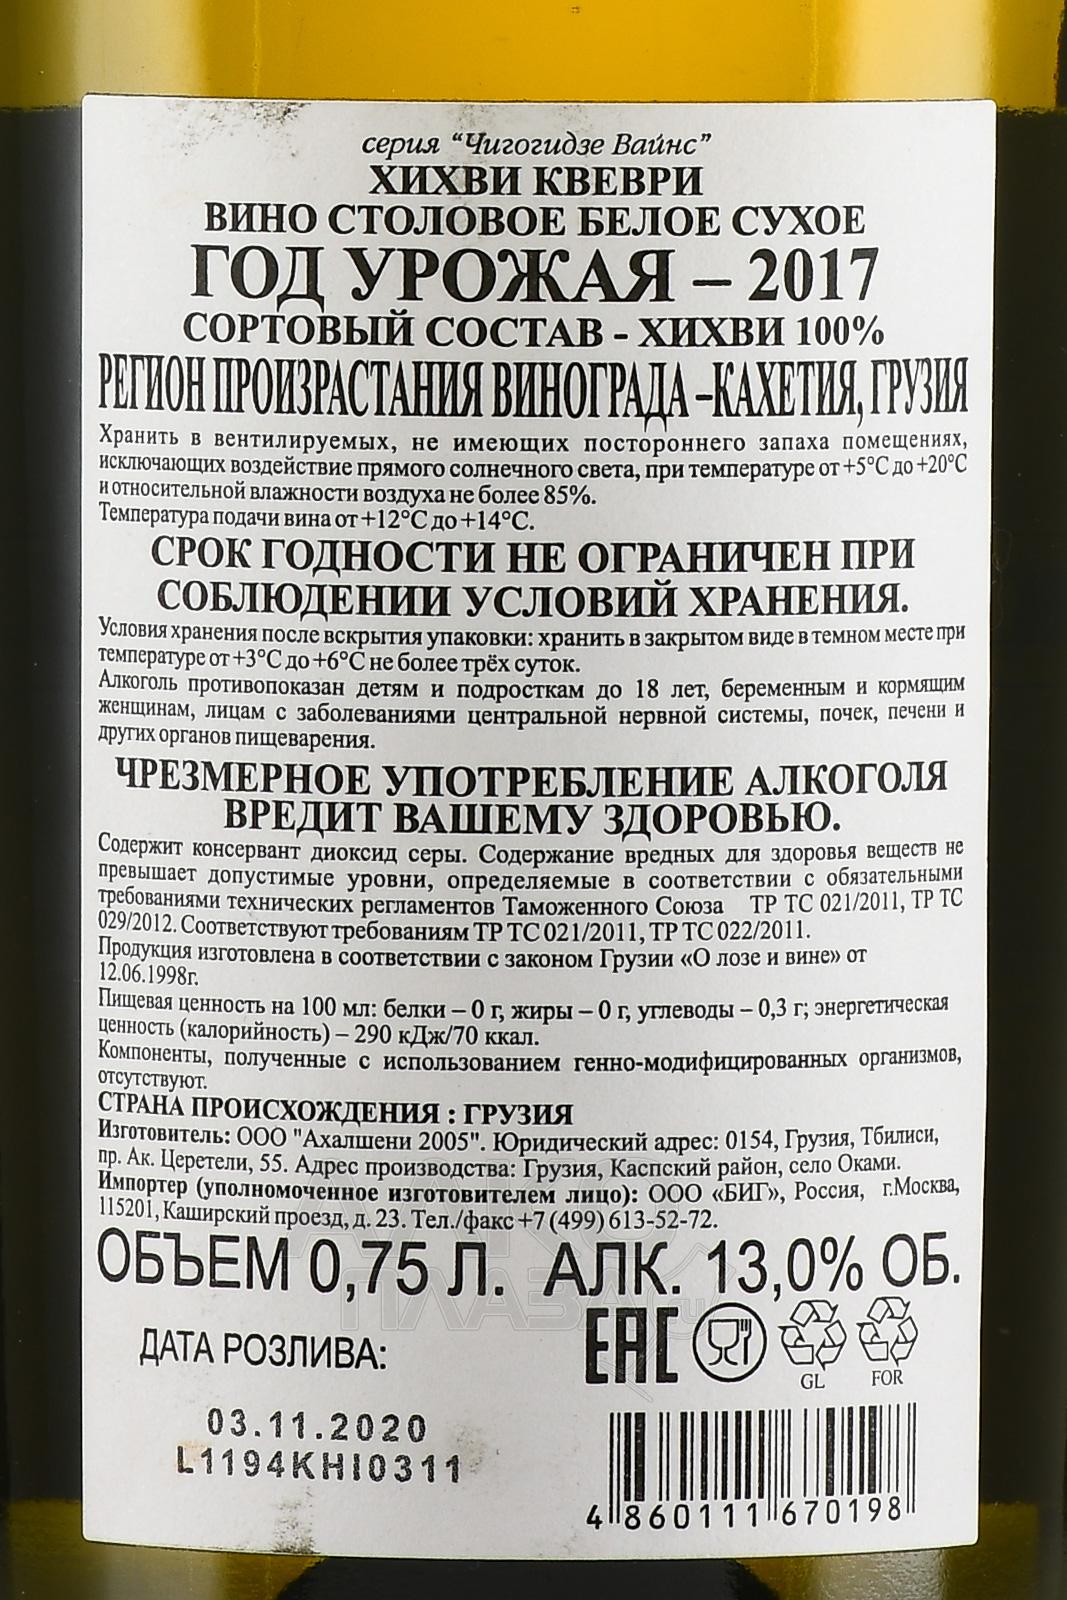 серия “Чигогидзе Вайнс”
ХИХВИ КВЕВРИ
ВИНО СТОЛОВОЕ БЕЛОЕ СУХОЕ
ГОД УРОЖАЯ – 2017
СОРТОВЫЙ СОСТАВ - ХИХВИ 100%
РЕГИОН ПРОИЗРАСТАНИЯ ВИНОГРАДА –КАХЕТИЯ, ГРУЗИЯ
Хранить в вентилируемых, не имеющих постороннего запаха помещениях,
исключающих воздействие прямого солнечного света, при температуре от +5°С до +20°С
и относительной влажности воздуха не более 85%.
Температура подачи вина от +12°С до +14°С.
СРОК ГОДНОСТИ НЕ ОГРАНИЧЕН ПРИ
СОБЛЮДЕНИИ УСЛОВИЙ ХРАНЕНИЯ.
Условия хранения после вскрытия упаковки: хранить в закрытом виде в темном месте при
температуре от +3°С до +6°С не более трёх суток.
Алкоголь противопоказан детям и подросткам до 18 лет, беременным и кормящим
женщинам, лицам с заболеваниями центральной нервной системы, почек, печени и
других органов пищеварения.
ЧРЕЗМЕРНОЕ УПОТРЕБЛЕНИЕ АЛКОГОЛЯ
ВРЕДИТ ВАШЕМУ ЗДОРОВЬЮ.
Содержит консервант диоксид серы. Содержание вредных для здоровья веществ не
превышает допустимые уровни, определяемые в соответствии с обязательными
требованиями технических регламентов Таможенного Союза ТР ТС 021/2011, ТР ТС
029/2012. Соответствуют требованиям ТР ТС 021/2011, ТР ТС 022/2011.
Продукция изготовлена в соответствии с законом Грузии «О лозе и вине» от
12.06.1998г.
Пищевая ценность на 100 мл: белки – 0 г, жиры – 0 г, углеводы – 0,3 г; энергетическая
ценность (калорийность) – 290 кДж/70 ккал.
Компоненты, полученные с использованием генно-модифицированных организмов,
отсутствуют.
СТРАНА ПРОИСХОЖДЕНИЯ : ГРУЗИЯ
Изготовитель: ООО "Ахалшени 2005". Юридический адрес: 0154, Грузия, Тбилиси,
пр. Ак. Церетели, 55. Адрес производства: Грузия, Каспский район, село Оками.
Импортер (уполномоченное изготовителем лицо): ООО «БИГ», Россия, г.Москва,
115201, Каширский проезд, д. 23. Тел./факс +7 (499) 613-52-72.
ОБЪЕМ 0,75 Л. АЛК. 13,0% ОБ.
АЛКО
ПЛАЗА.ru
ДАТА РОЗЛИВА:
EAC
GL FOR
03.11.2020
L1194KHI0311
4 860111 670198